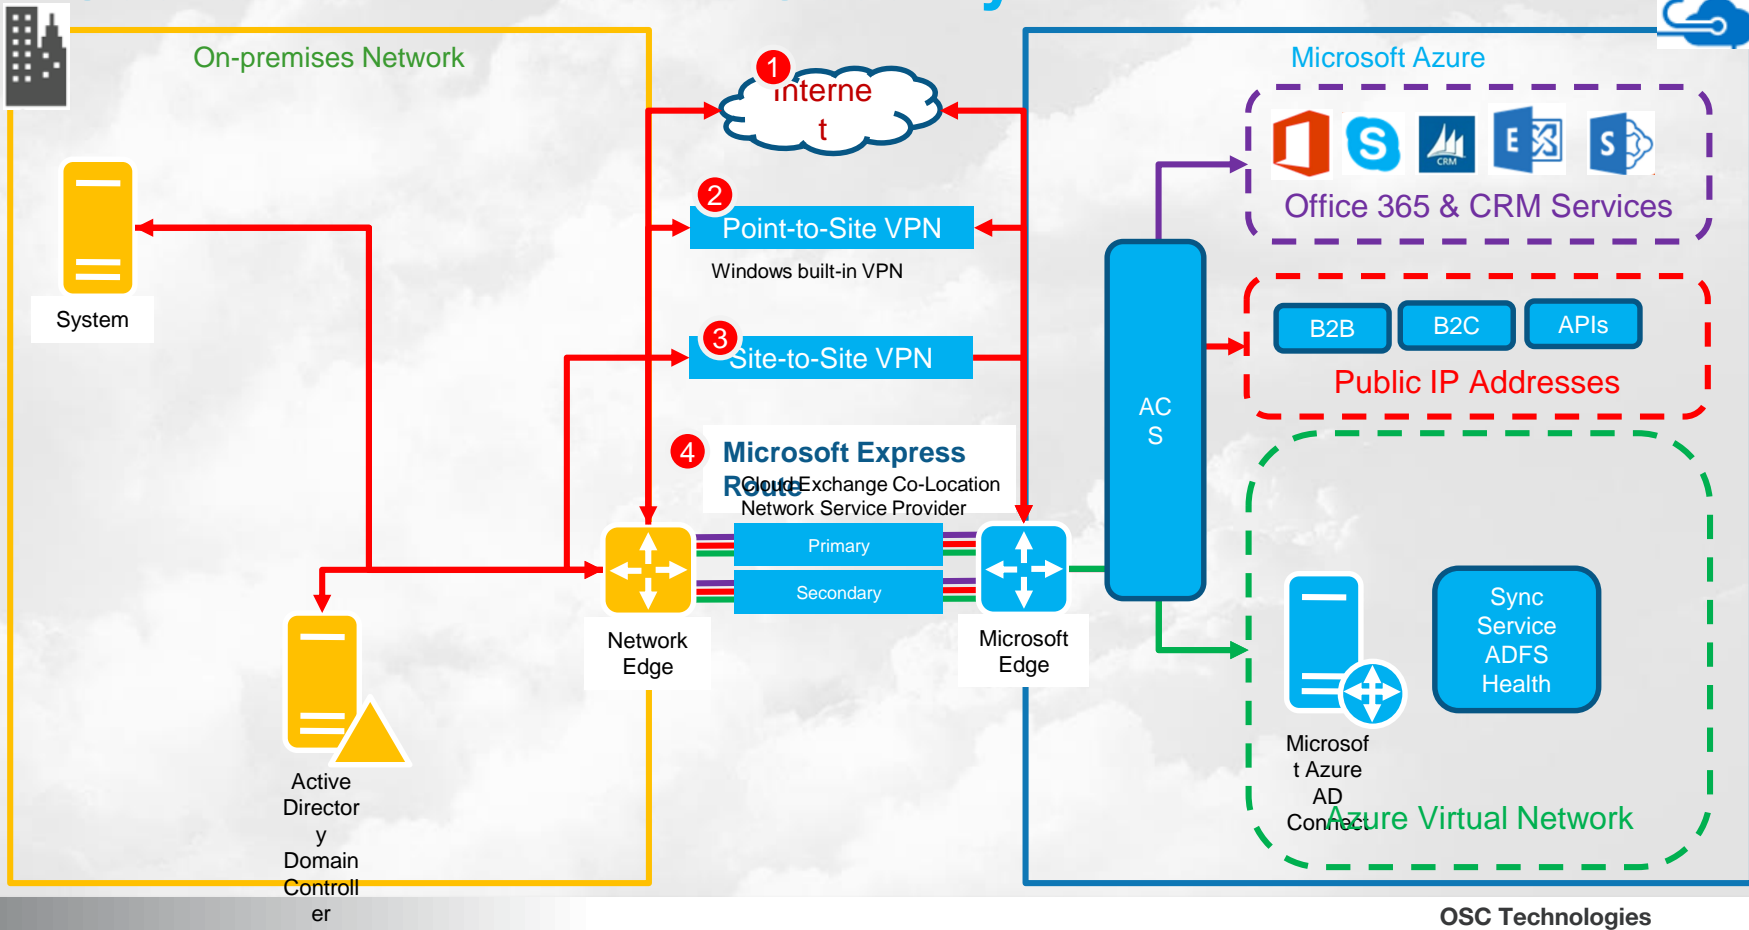 On-premises Network
Microsoft Azure
1
Interne
t
2
Point-to-Site VPN
Windows built-in VPN
3
Site-to-Site VPN
4
Microsoft Express
Route
Cloud Exchange Co-Location
Network Service Provider
Primary
Secondary
System
Network
Edge
Microsoft
Edge
Active
Director
y
Domain
Controll
er
AC
S
CRM
E
S
S
Office 365 & CRM Services
B2B
B2C
APIs
Public IP Addresses
Sync
Service
ADFS
Health
Microsof
t Azure
AD
Connect
Azure Virtual Network
OSC Technologies